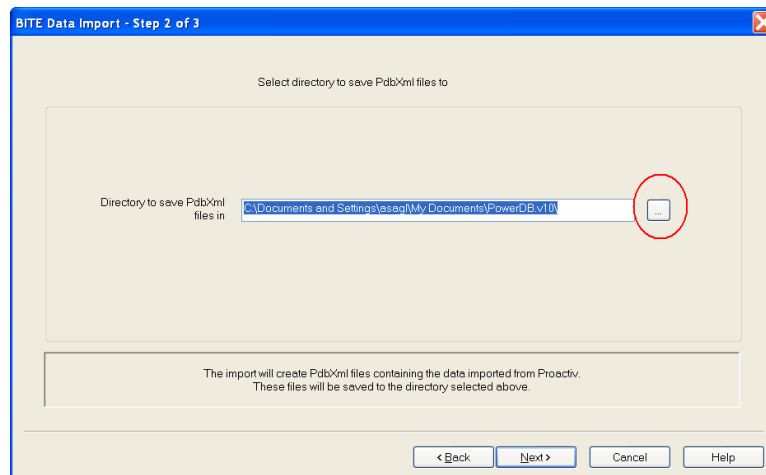 BITE Data Import - Step 2 of 3
Select directory to save PdbXml files to
Directory to save PdbXml
files in
C:\Documents and Settings\asagl\My Documents\PowerDB.v10\
...
The import will create PdbXml files containing the data imported from Proactiv.
These files will be saved to the directory selected above.
< Back
Next >
Cancel
Help